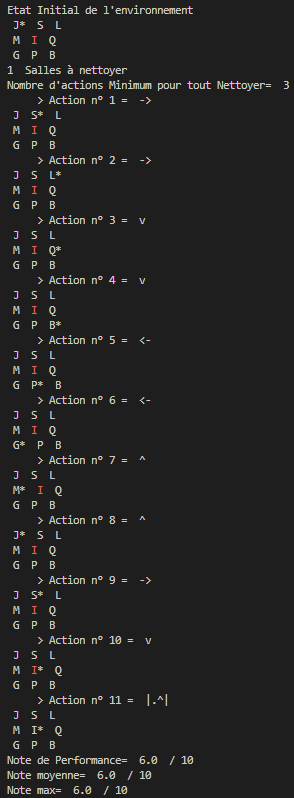 Etat Initial de l'environnement
J* S L
M I Q
G P B
1 Salles à nettoyer
Nombre d'actions Minimum pour tout Nettoyer= 3
> Action n° 1 = ->
J S* L
M I Q
G P B
> Action n° 2 = ->
J S L*
M I Q
G P B
> Action n° 3 = v
J S L
M I Q*
G P B
> Action n° 4 = v
J S L
M I Q
G P B*
> Action n° 5 = <-
J S L
M I Q
G P* B
> Action n° 6 = <-
J S L
M I Q
G* P B
> Action n° 7 = ^
J S L
M* I Q
G P B
> Action n° 8 = ^
J* S L
M I Q
G P B
> Action n° 9 = ->
J S* L
M I Q
G P B
> Action n° 10 = v
J S L
M I* Q
G P B
> Action n° 11 = |.^|
J S L
M I* Q
G P B
Note de Performance= 6.0 / 10
Note moyenne= 6.0 / 10
Note max= 6.0 / 10